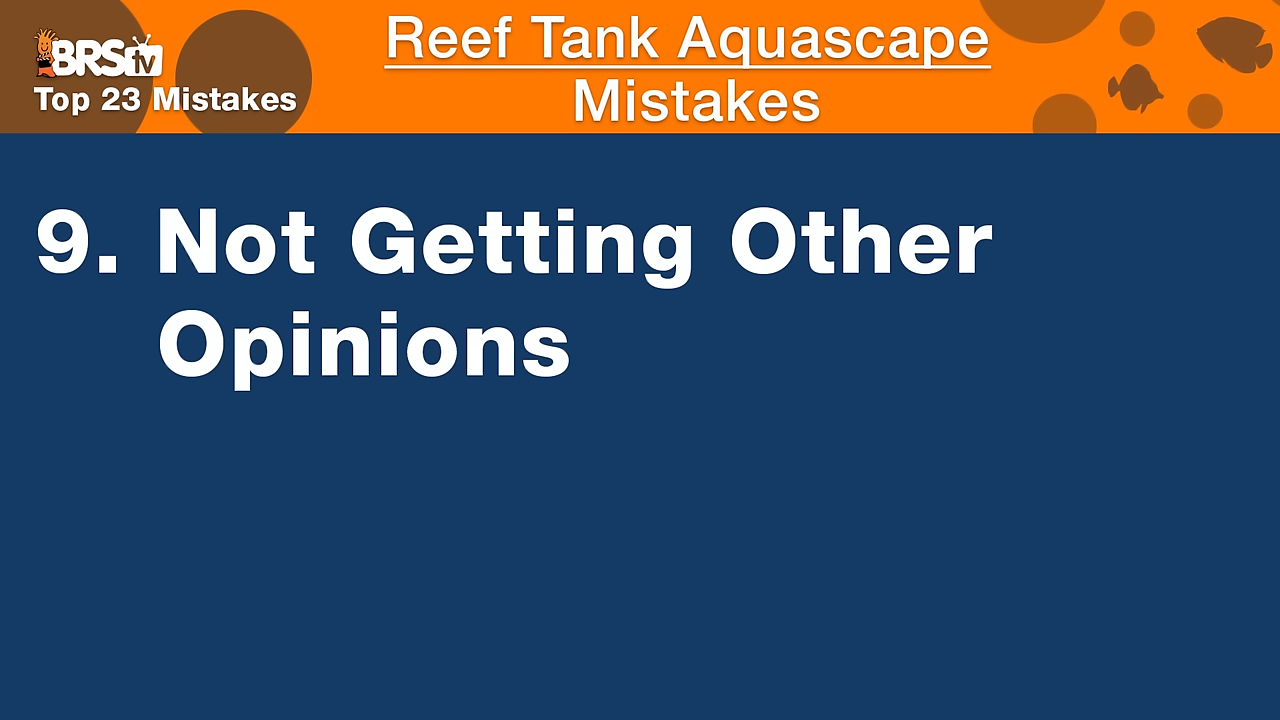 BRStv
Top 23 Mistakes
Reef Tank Aquascape
Mistakes
9. Not Getting Other
Opinions